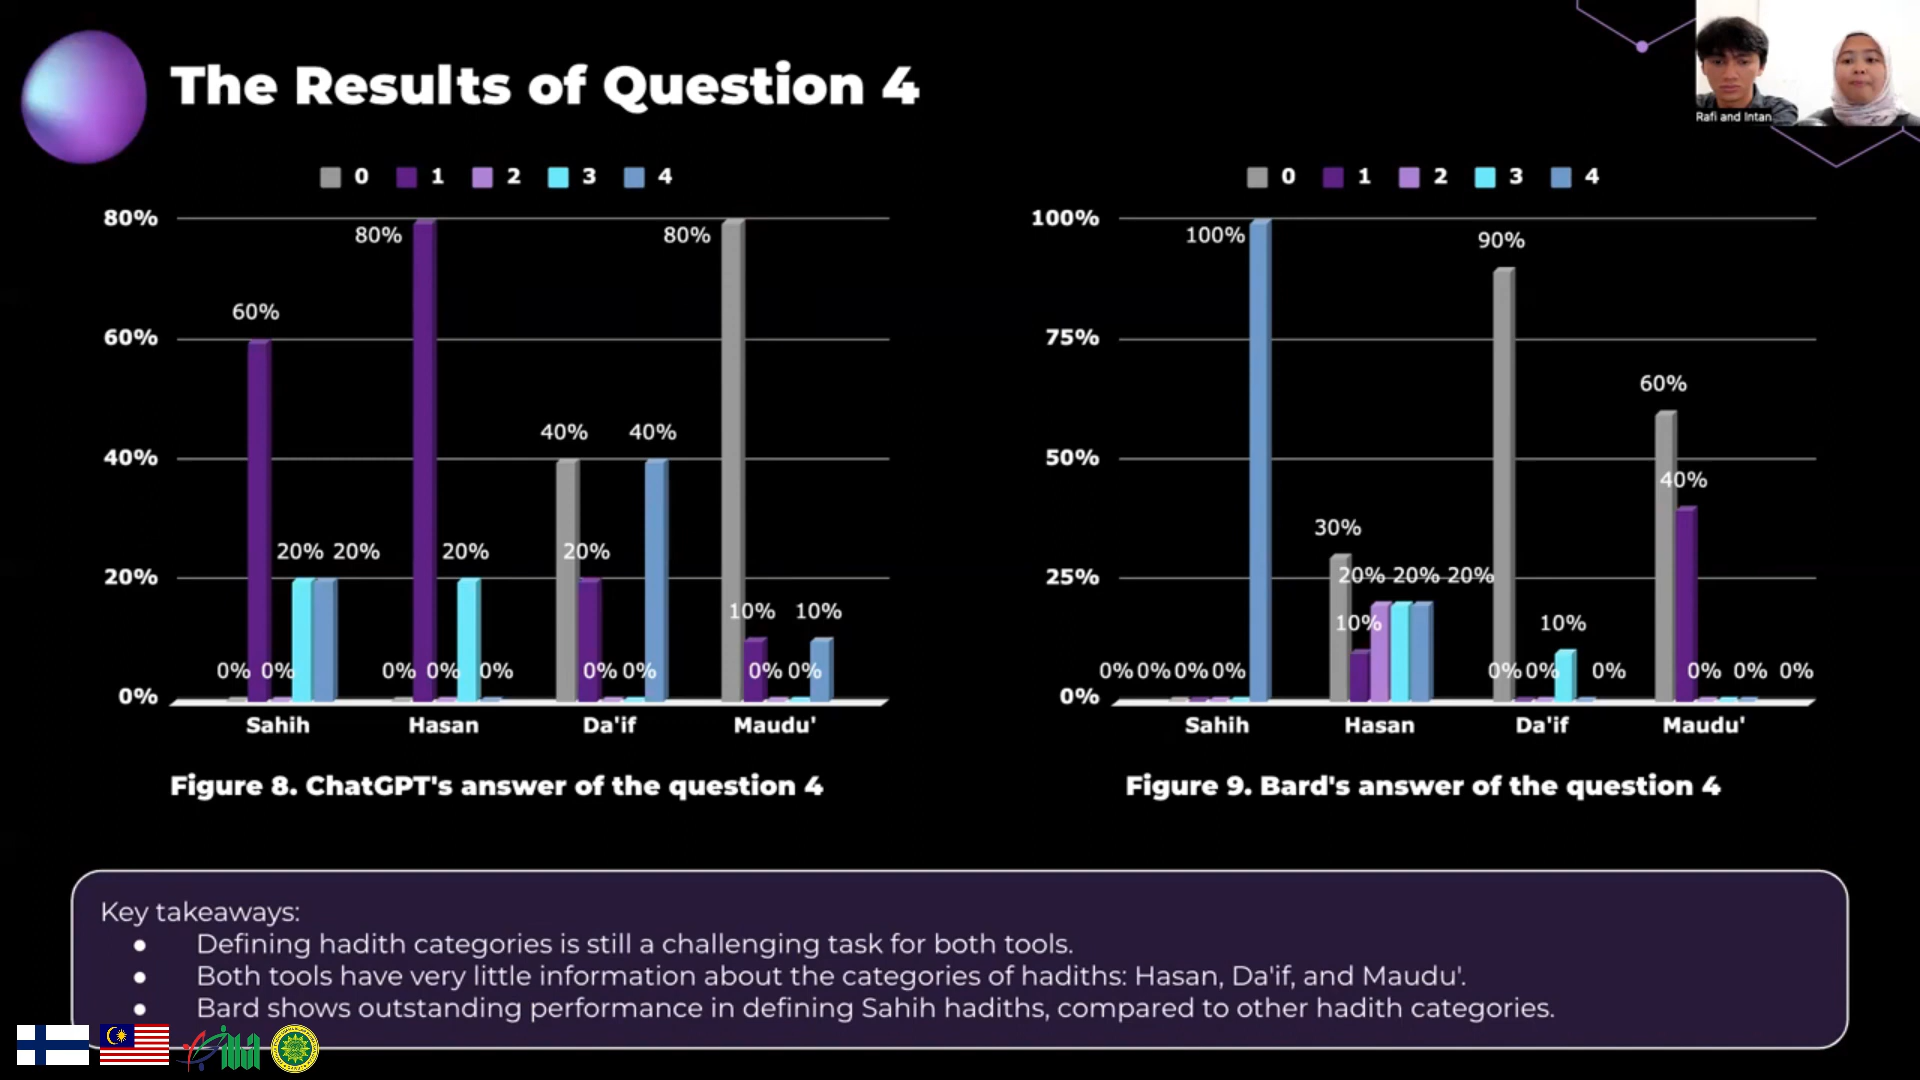 The Results of Question 4
Rafi and Intan
0 1 2 3 4
80%
60%
40%
20%
0%
80%
80%
60%
40% 40%
20% 20%
20%
20%
10% 10%
0% 0%
0% 0% 0%
0% 0%
0% 0%
Sahih Hasan Da'if Maudu'
Figure 8. ChatGPT's answer of the question 4
0 1 2 3 4
100%
75%
50%
25%
0%
100%
90%
60%
40%
30%
20% 20% 20%
10%
10%
0% 0% 0% 0%
0% 0% 0%
0% 0% 0%
Sahih Hasan Da'if Maudu'
Figure 9. Bard's answer of the question 4
Key takeaways:
● Defining hadith categories is still a challenging task for both tools.
● Both tools have very little information about the categories of hadiths: Hasan, Da'if, and Maudu'.
● Bard shows outstanding performance in defining Sahih hadiths, compared to other hadith categories.